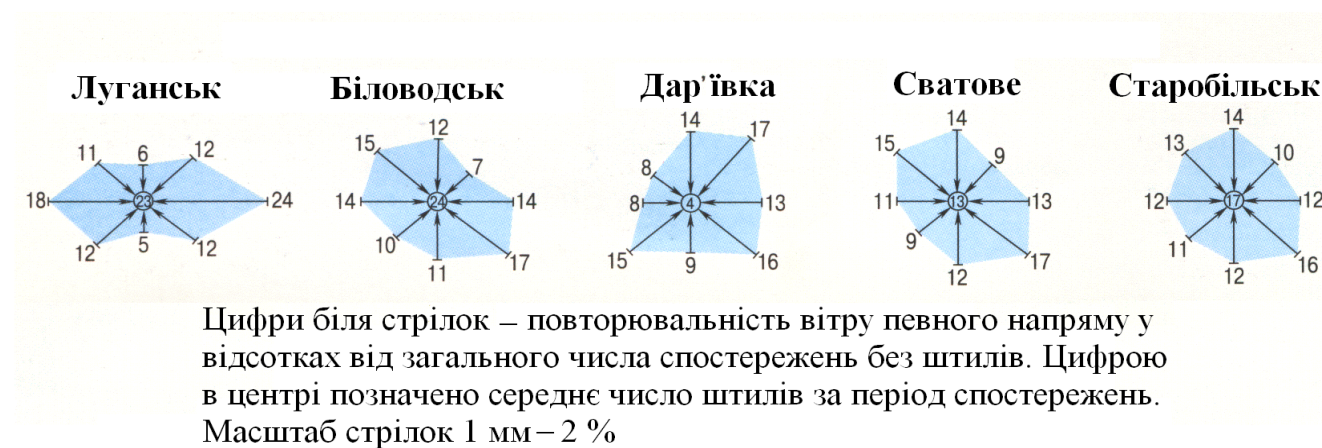 Луганськ Біловодськ Дар'ївка Сватове Старобільськ
11 6 12 18 23 24 12 5 12
15 12 7 14 24 14 10 11 17
14 17 8 8 4 13 15 9 16
15 14 9 11 13 13 9 12 17
14 13 10 12 17 12 11 12 16
Цифри біля стрілок – повторювальність вітру певного напряму у
відсотках від загального числа спостережень без штилів. Цифрою
в центрі позначено середнє число штилів за період спостережень.
Масштаб стрілок 1 мм – 2 %